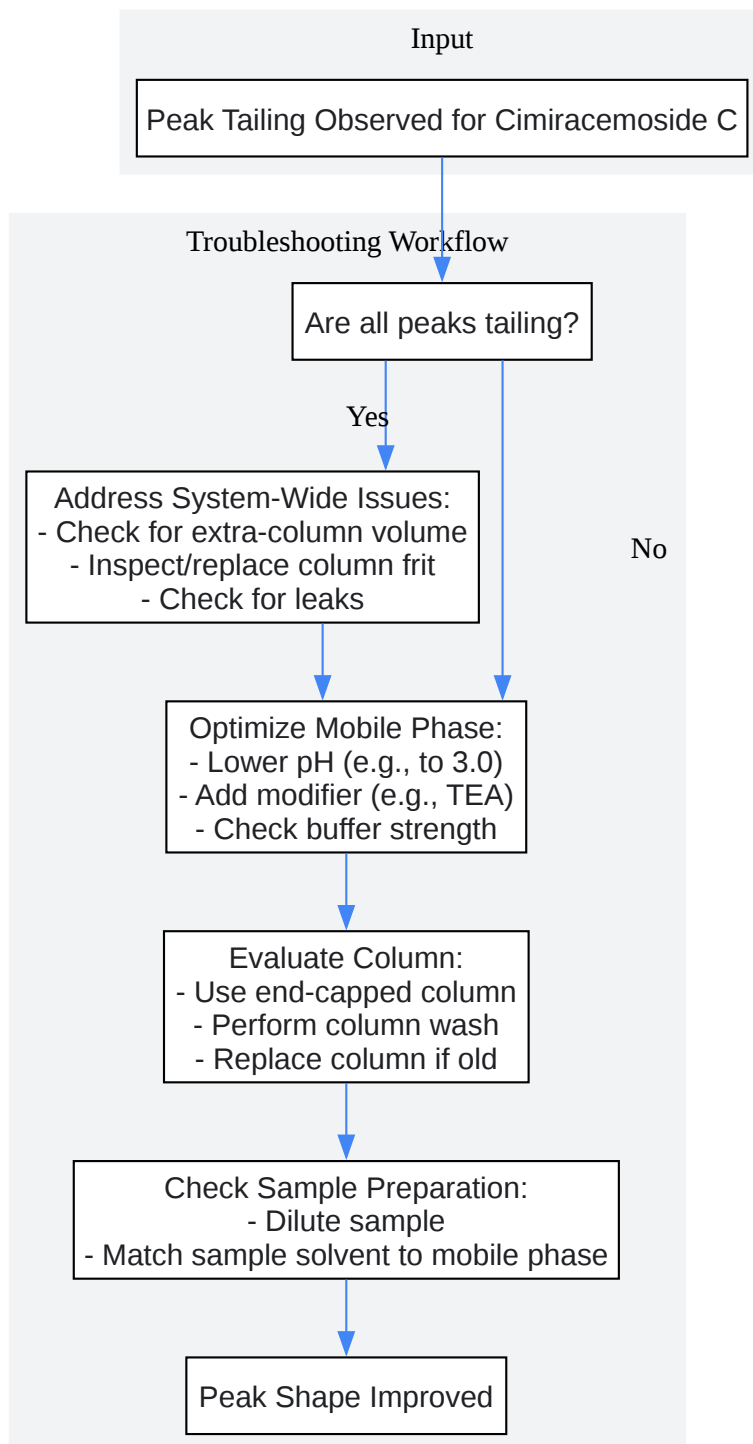 Input
Peak Tailing Observed for Cimiracemoside C
Troubleshooting Workflow
Are all peaks tailing?
Yes
No
Address System-Wide Issues:
- Check for extra-column volume
- Inspect/replace column frit
- Check for leaks
Optimize Mobile Phase:
- Lower pH (e.g., to 3.0)
- Add modifier (e.g., TEA)
- Check buffer strength
Evaluate Column:
- Use end-capped column
- Perform column wash
- Replace column if old
Check Sample Preparation:
- Dilute sample
- Match sample solvent to mobile phase
Peak Shape Improved